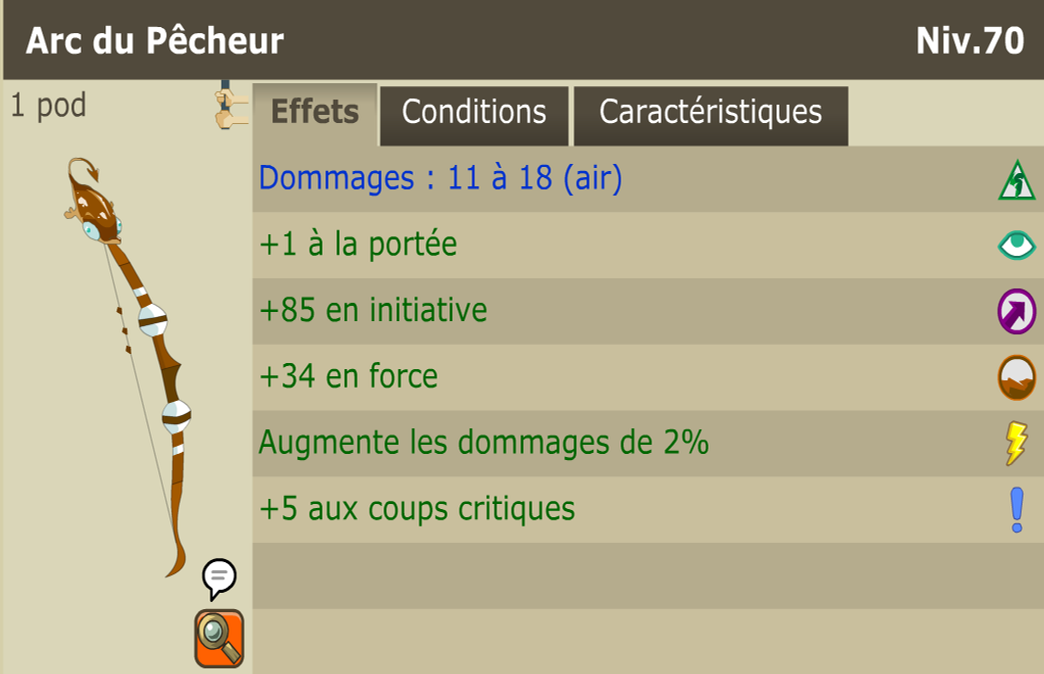 Arc du Pêcheur Niv.70
1 pod
Effets Conditions Caractéristiques
Dommages : 11 à 18 (air)
+1 à la portée
+85 en initiative
+34 en force
Augmente les dommages de 2%
+5 aux coups critiques